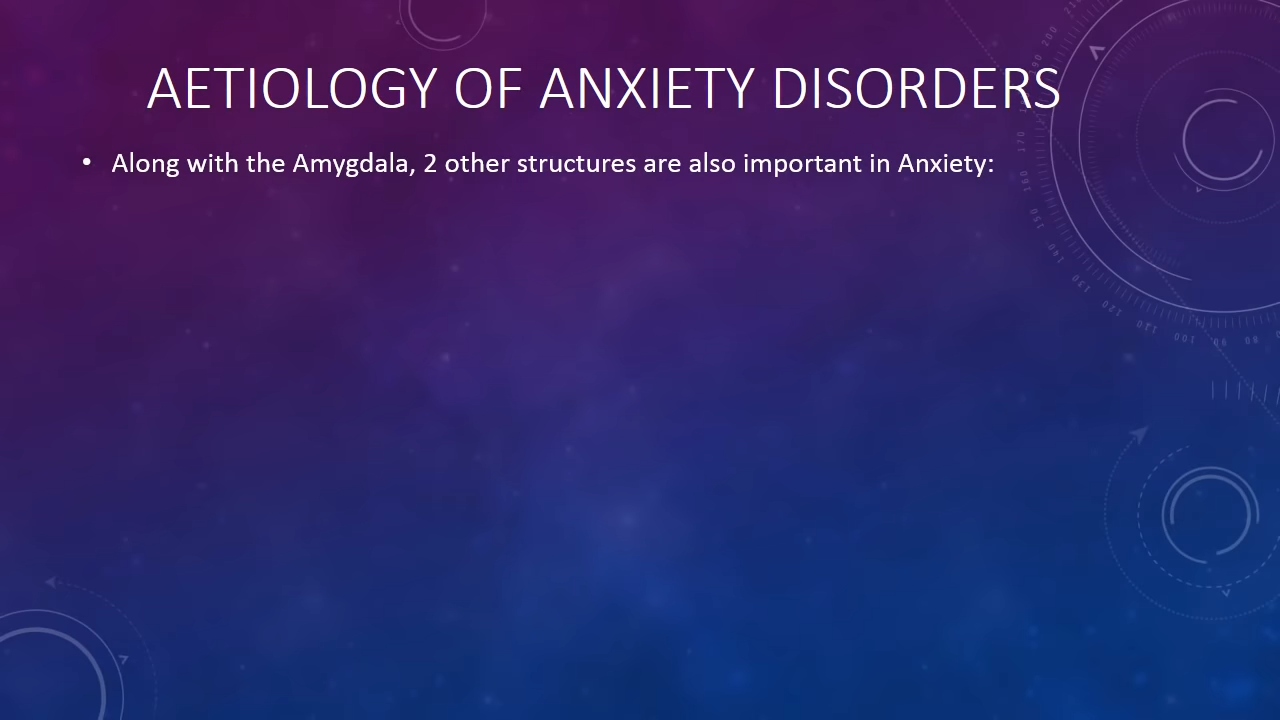 AETIOLOGY OF ANXIETY DISORDERS
• Along with the Amygdala, 2 other structures are also important in Anxiety: